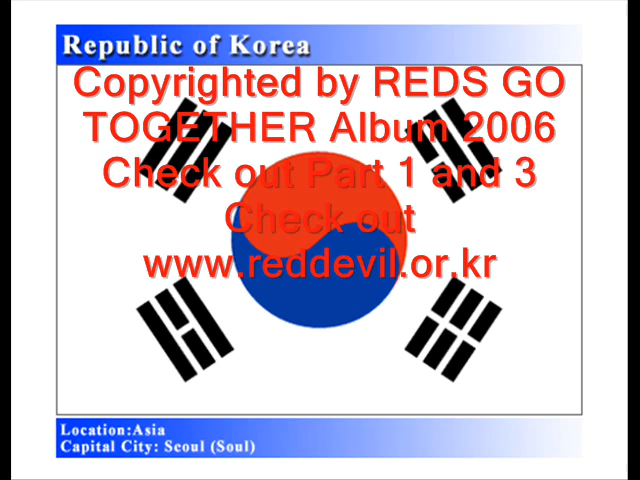 Republic of Korea
Copyrighted by REDS GO
TOGETHER Album 2006
Check out Part 1 and 3
Check out
www.reddevil.or.kr
Location:Asia
Capital City: Seoul (Soul)